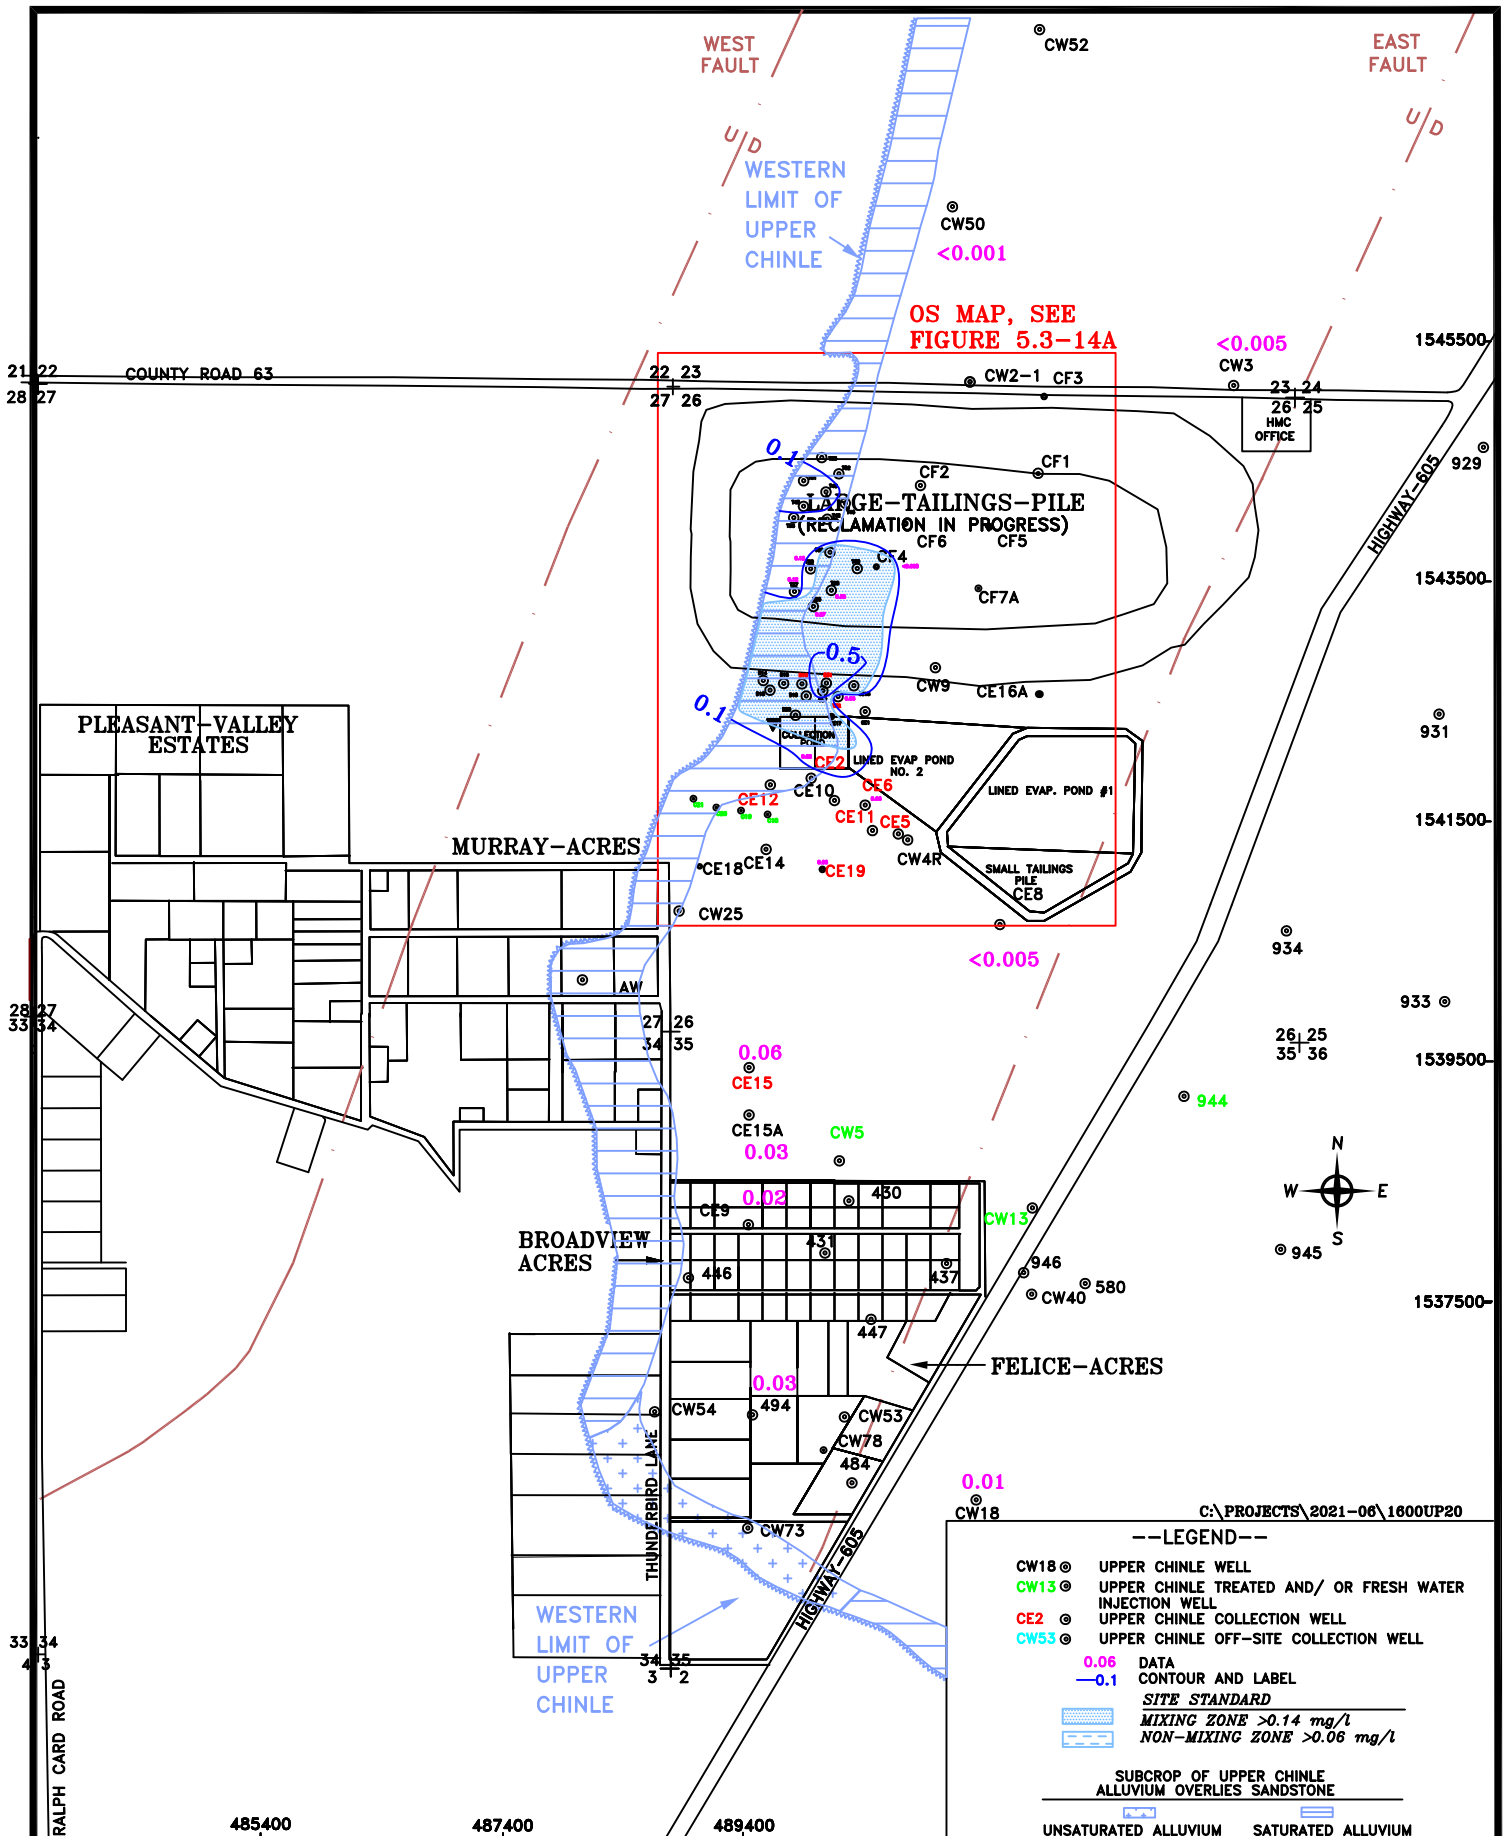 WEST
FAULT
EAST
FAULT
CW52
U/D
U/D
WESTERN
LIMIT OF
UPPER
CHINLE
CW50
<0.001
OS MAP, SEE
FIGURE 5.3-14A
<0.005
1545500
CW3
21 22
28 27
COUNTY ROAD 63
22 23
27 26
CW2-1
CF3
23 24
26 25
HMC
OFFICE
0.1
CF2
CF1
929
HIGHWAY-605
LARGE-TAILINGS-PILE
(RECLAMATION IN PROGRESS)
CF6
CF5
CF4
1543500
CF7A
0.5
CW9
CE16A
0.1
PLEASANT-VALLEY
ESTATES
931
COLLECTION
POND
CE2
LINED EVAP POND
NO. 2
LINED EVAP. POND #1
CE10
CE6
CE12
CE11
CE5
1541500
MURRAY-ACRES
CE18
CE14
CE19
CW4R
SMALL TAILINGS
PILE
CE8
CW25
934
<0.005
AW
933
28 27
33 34
27 26
34 35
26 25
35 36
0.06
CE15
1539500
944
CE15A
0.03
CW5
N
W E
S
0.02
CE9
430
CW13
BROADVIEW
ACRES
431
945
446
437
946
580
CW40
1537500
447
FELICE-ACRES
0.03
494
CW54
CW53
CW78
484
THUNDERBIRD LANE
0.01
CW18
CW73
HIGHWAY-605
C:\PROJECTS\2021-06\1600UP20
--LEGEND--
CW18 UPPER CHINLE WELL
CW13 UPPER CHINLE TREATED AND/ OR FRESH WATER
INJECTION WELL
CE2 UPPER CHINLE COLLECTION WELL
CW53 UPPER CHINLE OFF-SITE COLLECTION WELL
0.06 DATA
0.1 CONTOUR AND LABEL
SITE STANDARD
MIXING ZONE >0.14 mg/l
NON-MIXING ZONE >0.06 mg/l
SUBCROP OF UPPER CHINLE
ALLUVIUM OVERLIES SANDSTONE
UNSATURATED ALLUVIUM SATURATED ALLUVIUM
WESTERN
LIMIT OF
UPPER
CHINLE
33 34
4 3
34 35
3 2
RALPH CARD ROAD
485400
487400
489400